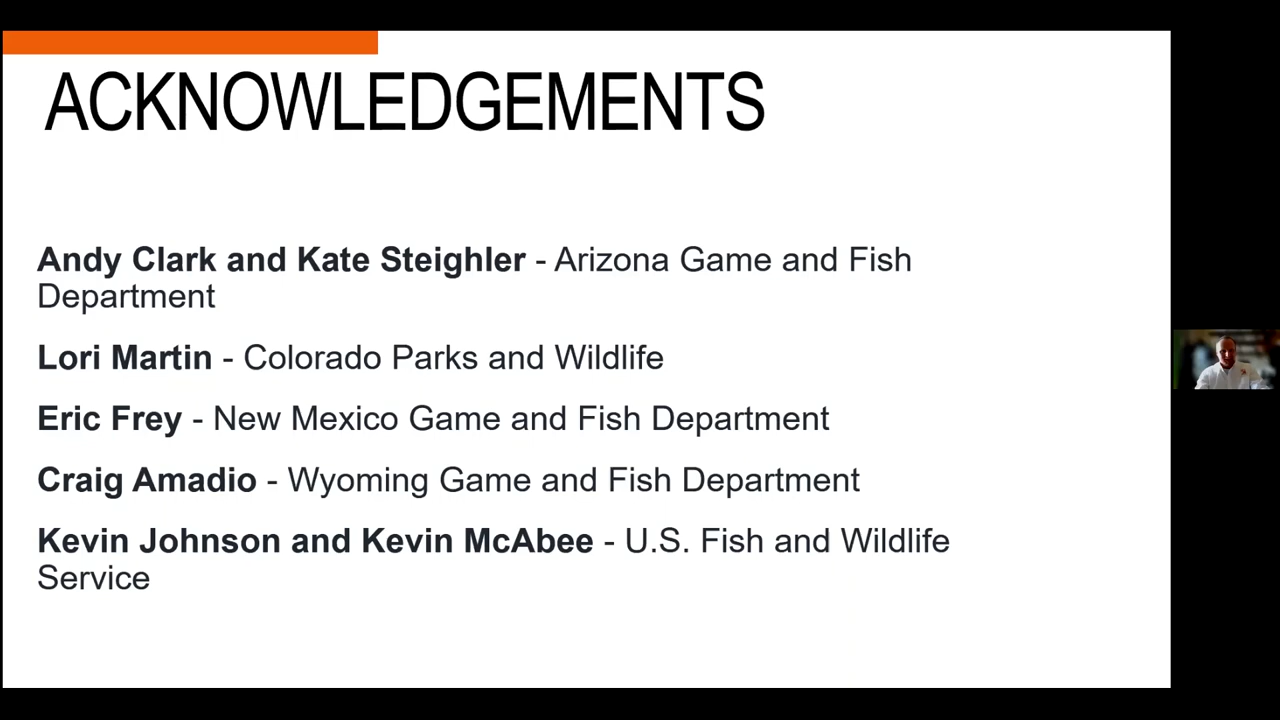 ACKNOWLEDGEMENTS
Andy Clark and Kate Steighler - Arizona Game and Fish
Department
Lori Martin - Colorado Parks and Wildlife
Eric Frey - New Mexico Game and Fish Department
Craig Amadio - Wyoming Game and Fish Department
Kevin Johnson and Kevin McAbee - U.S. Fish and Wildlife
Service